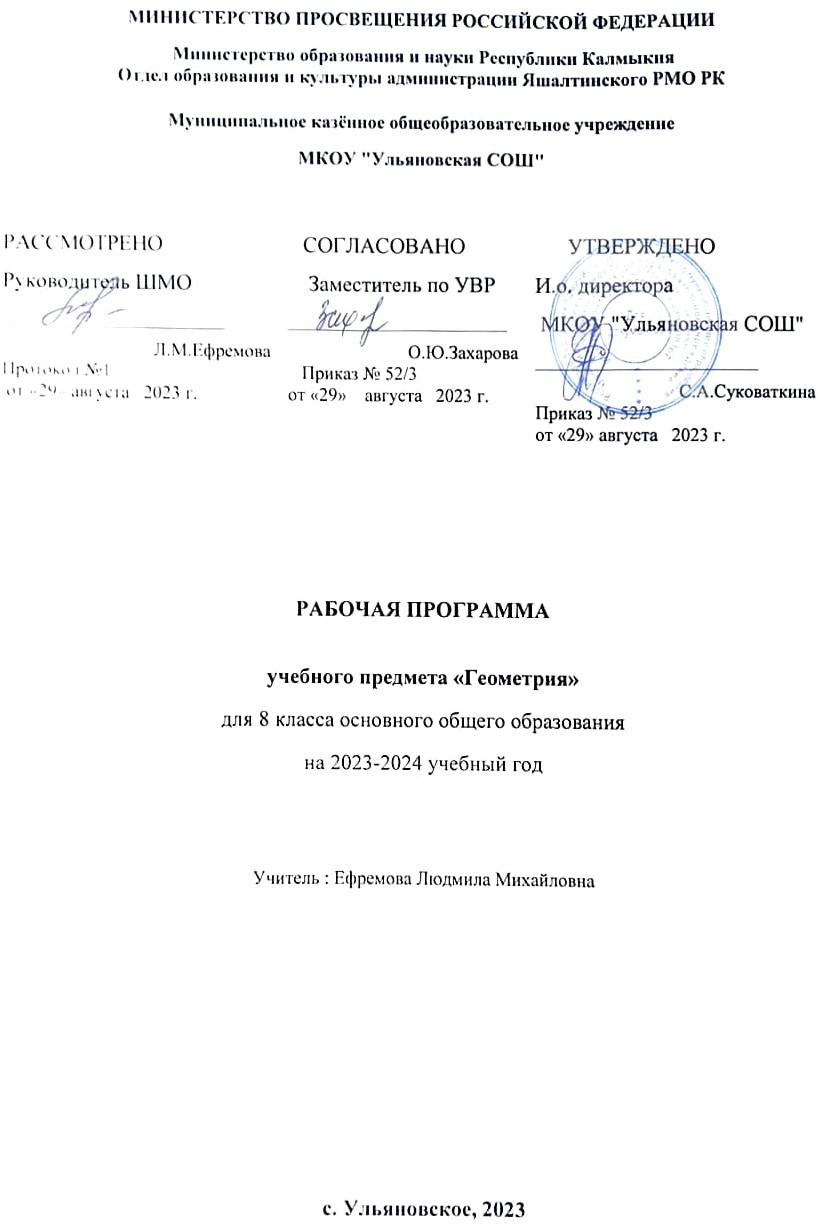 МИНИСТЕРСТВО ПРОСВЕЩЕНИЯ РОССИЙСКОЙ ФЕДЕРАЦИИ
Министерство образования и науки Республики Калмыкия
Отдел образования и культуры администрации Яшалтинского РМО РК
Муниципальное казённое общеобразовательное учреждение
МКОУ "Ульяновская СОШ"
РАССМОТРЕНО
Руководитель ШМО
Л.М.Ефремова
Протокол №1
от «29» августа 2023 г.
СОГЛАСОВАНО
Заместитель по УВР
О.Ю.Захарова
Приказ № 52/3
от «29» августа 2023 г.
УТВЕРЖДЕНО
И.о. директора
МКОУ "Ульяновская СОШ"
С.А.Суковаткина
Приказ № 52/3
от «29» августа 2023 г.
РАБОЧАЯ ПРОГРАММА
учебного предмета «Геометрия»
для 8 класса основного общего образования
на 2023-2024 учебный год
Учитель : Ефремова Людмила Михайловна
с. Ульяновское, 2023